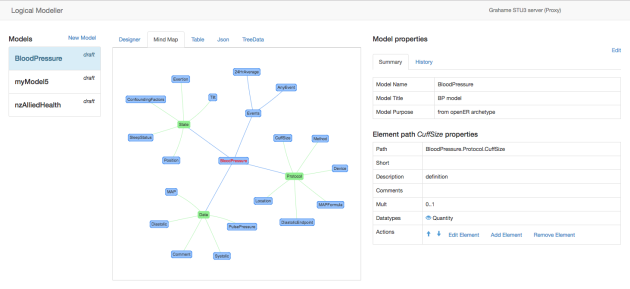 Logical Modeller
Grahame STU3 server (Proxy)
Models
New Model
BloodPressure
draft
myModel5
draft
nzAlliedHealth
draft
Designer
Mind Map
Table
Json
TreeData
24HrAverage
AnyEvent
Exertion
ConfoundingFactors
Tilt
Events
State
SleepStatus
CuffSize
Method
Position
BloodPressure
Device
Protocol
MAP
Location
MAPFormula
Data
Diastolic
PulsePressure
DiastolicEndpoint
Comment
Systolic
Model properties
Edit
Summary
History
Model Name BloodPressure
Model Title BP model
Model Purpose from openER archetype
Element path CuffSize properties
Path BloodPressure.Protocol.CuffSize
Short
Description definition
Comments
Mult 0..1
Datatypes Quantity
Actions Edit Element Add Element Remove Element